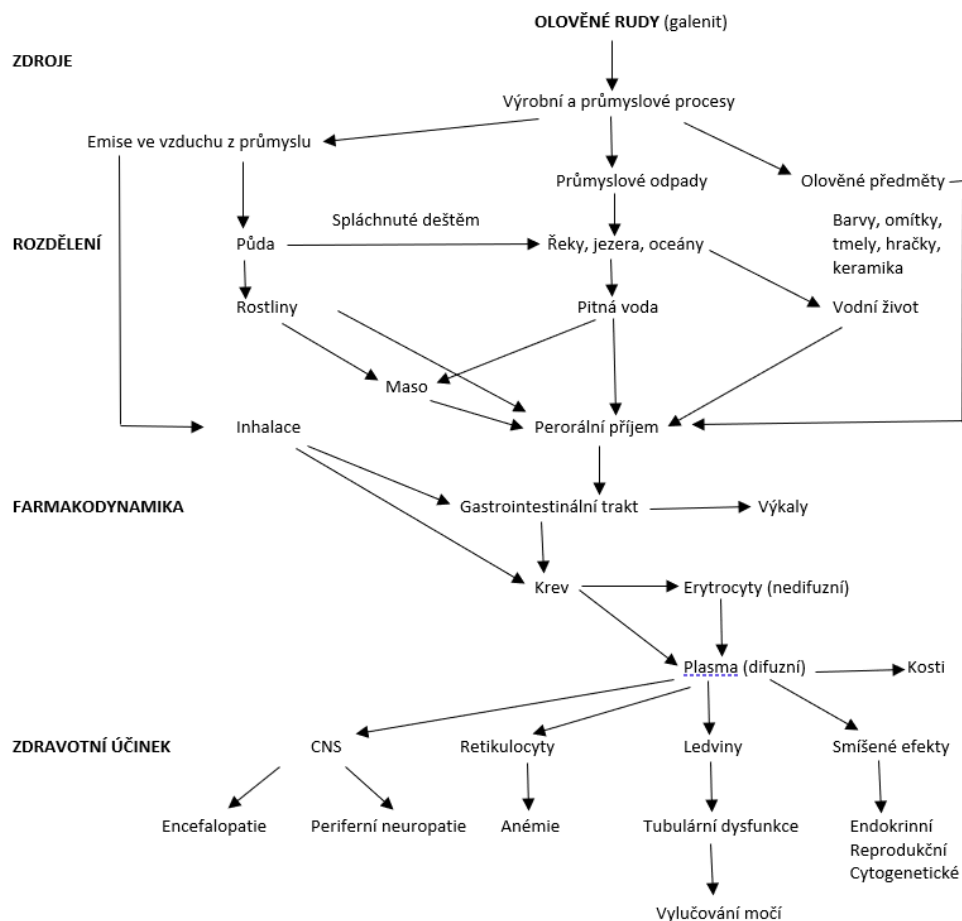 OLOVĚNÉ RUDY (galenit)
ZDROJE
Výrobní a průmyslové procesy
Emise ve vzduchu z průmyslu
Průmyslové odpady
Olověné předměty
Spláchnuté deštěm
Barvy, omítky,
tmely, hračky,
keramika
ROZDĚLENÍ
Půda
Řeky, jezera, oceány
Rostliny
Pitná voda
Vodní život
Maso
Inhalace
Perorální příjem
FARMAKODYNAMIKA
Gastrointestinální trakt
Výkaly
Krev
Erytrocyty (nedifuzní)
Plasma (difuzní)
Kosti
ZDRAVOTNÍ ÚČINEK
CNS
Retikulocyty
Ledviny
Smíšené efekty
Encefalopatie
Periferní neuropatie
Anémie
Tubulární dysfunkce
Endokrinní
Reprodukční
Cytogenetické
Vylučování močí